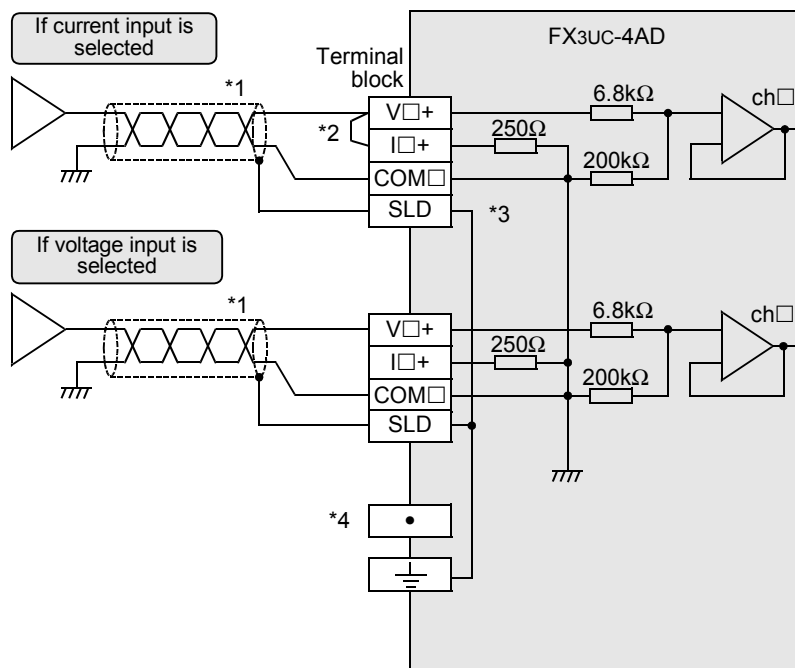 If current input is
selected
FX3UC-4AD
Terminal
block
*1
*2
V□+
I□+
COM□
SLD
*3
250Ω
6.8kΩ
200kΩ
ch□
If voltage input is
selected
*1
V□+
I□+
COM□
SLD
250Ω
6.8kΩ
200kΩ
ch□
*4